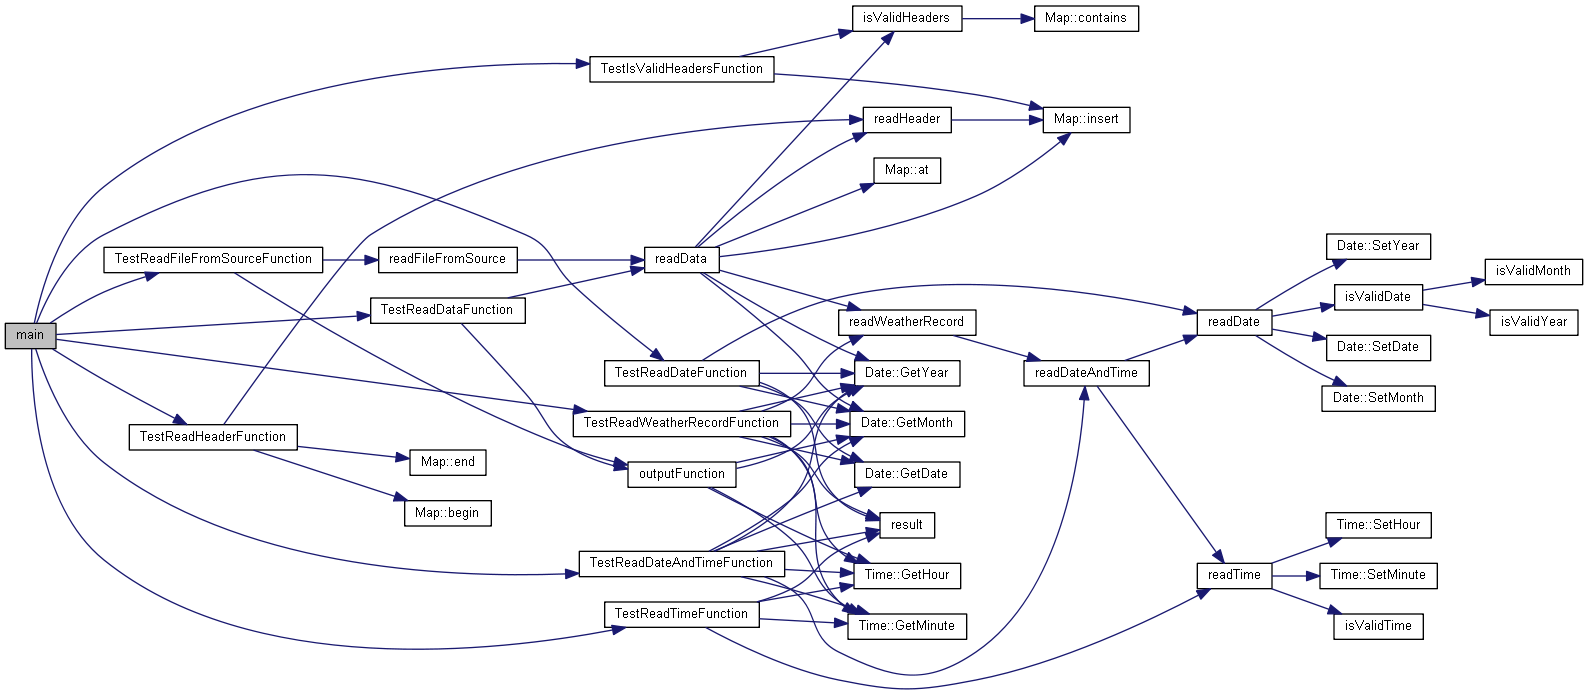 isValidHeaders
Map::contains
TestIsValidHeadersFunction
readHeader
Map::insert
Map::at
TestReadFileFromSourceFunction
readFileFromSource
readData
Date::SetYear
isValidMonth
isValidDate
TestReadDataFunction
readWeatherRecord
readDate
isValidYear
main
Date::SetDate
TestReadDateFunction
Date::GetYear
readDateAndTime
Date::SetMonth
TestReadWeatherRecordFunction
Date::GetMonth
TestReadHeaderFunction
Map::end
outputFunction
Date::GetDate
Map::begin
result
Time::SetHour
TestReadDateAndTimeFunction
Time::GetHour
readTime
Time::SetMinute
TestReadTimeFunction
Time::GetMinute
isValidTime